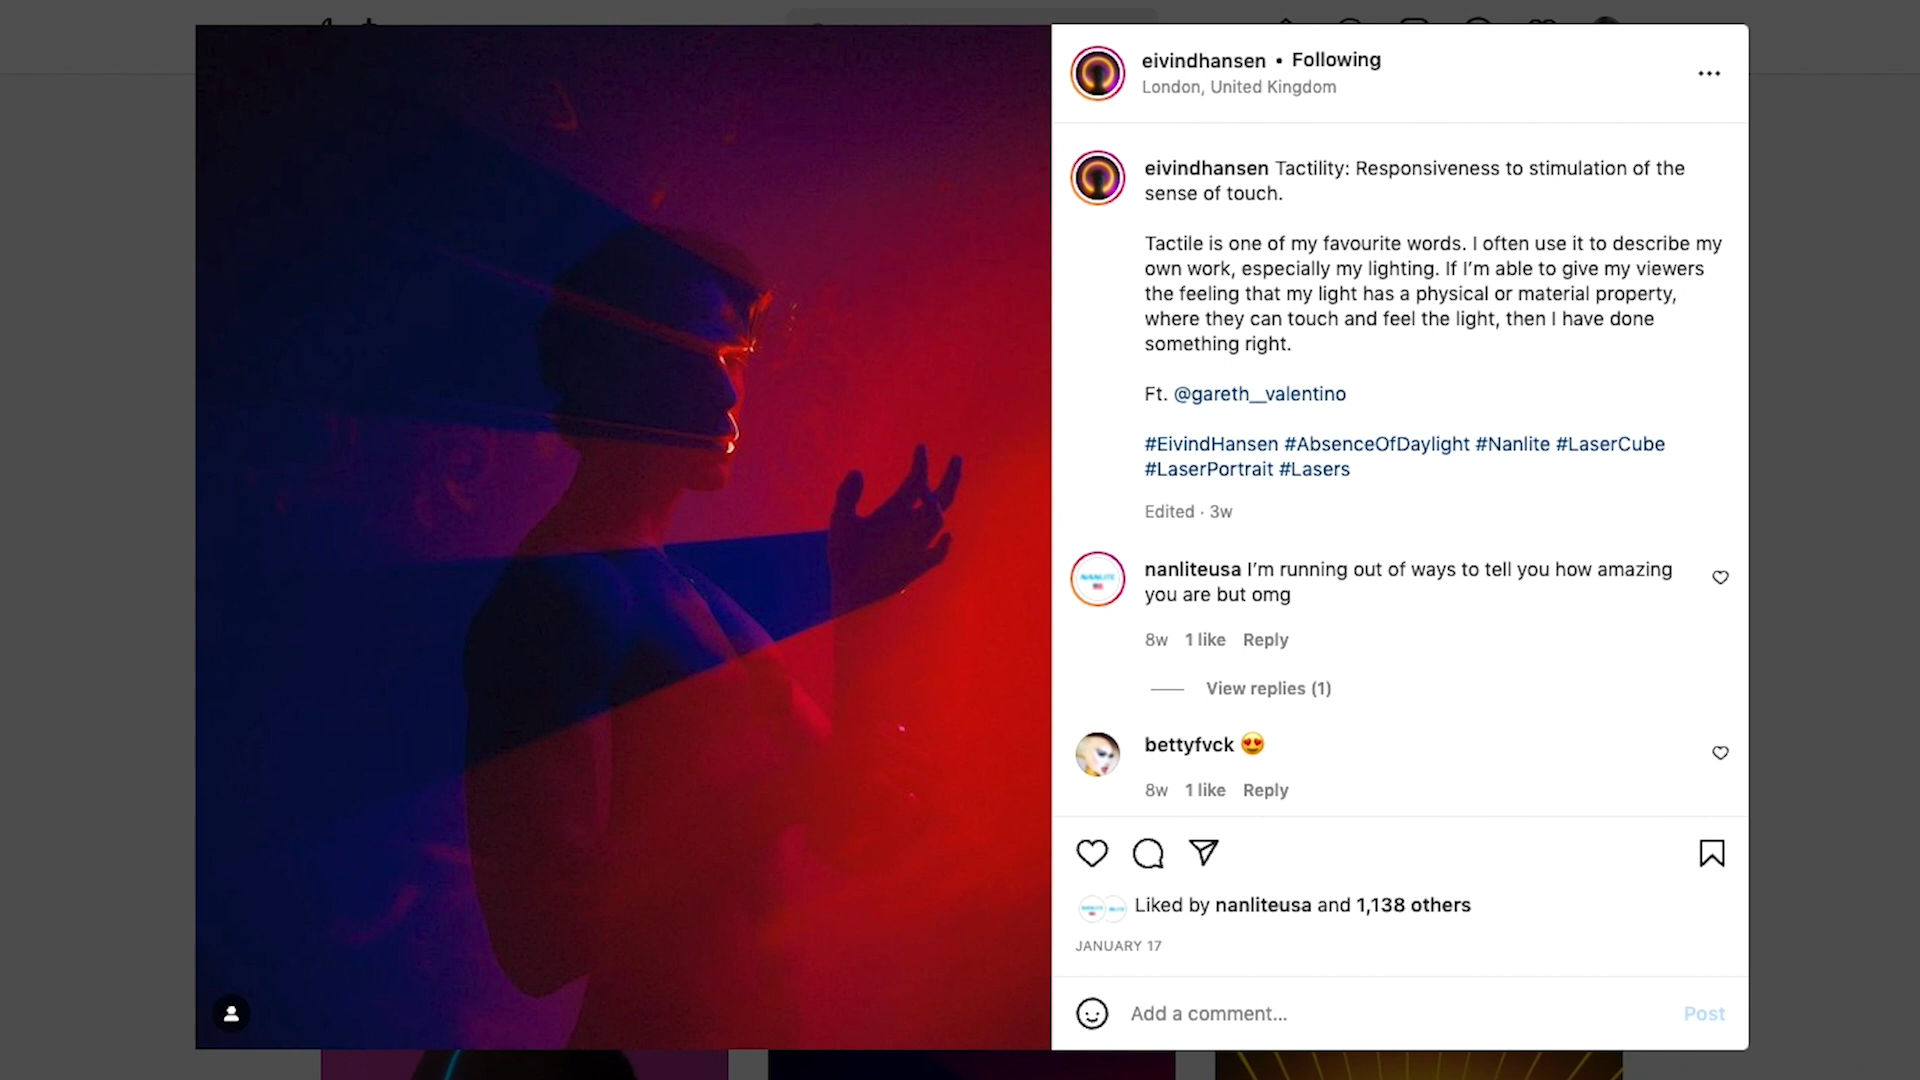 eivindhansen • Following
London, United Kingdom
eivindhansen Tactility: Responsiveness to stimulation of the
sense of touch.
Tactile is one of my favourite words. I often use it to describe my
own work, especially my lighting. If I’m able to give my viewers
the feeling that my light has a physical or material property,
where they can touch and feel the light, then I have done
something right.
Ft. @gareth__valentino
#EivindHansen #AbsenceOfDaylight #Nanlite #LaserCube
#LaserPortrait #Lasers
Edited · 3w
NANLITE
nanliteusa I’m running out of ways to tell you how amazing
you are but omg
8w 1 like Reply
View replies (1)
bettyfvck 😍
8w 1 like Reply
Liked by nanliteusa and 1,138 others
JANUARY 17
Add a comment...
Post